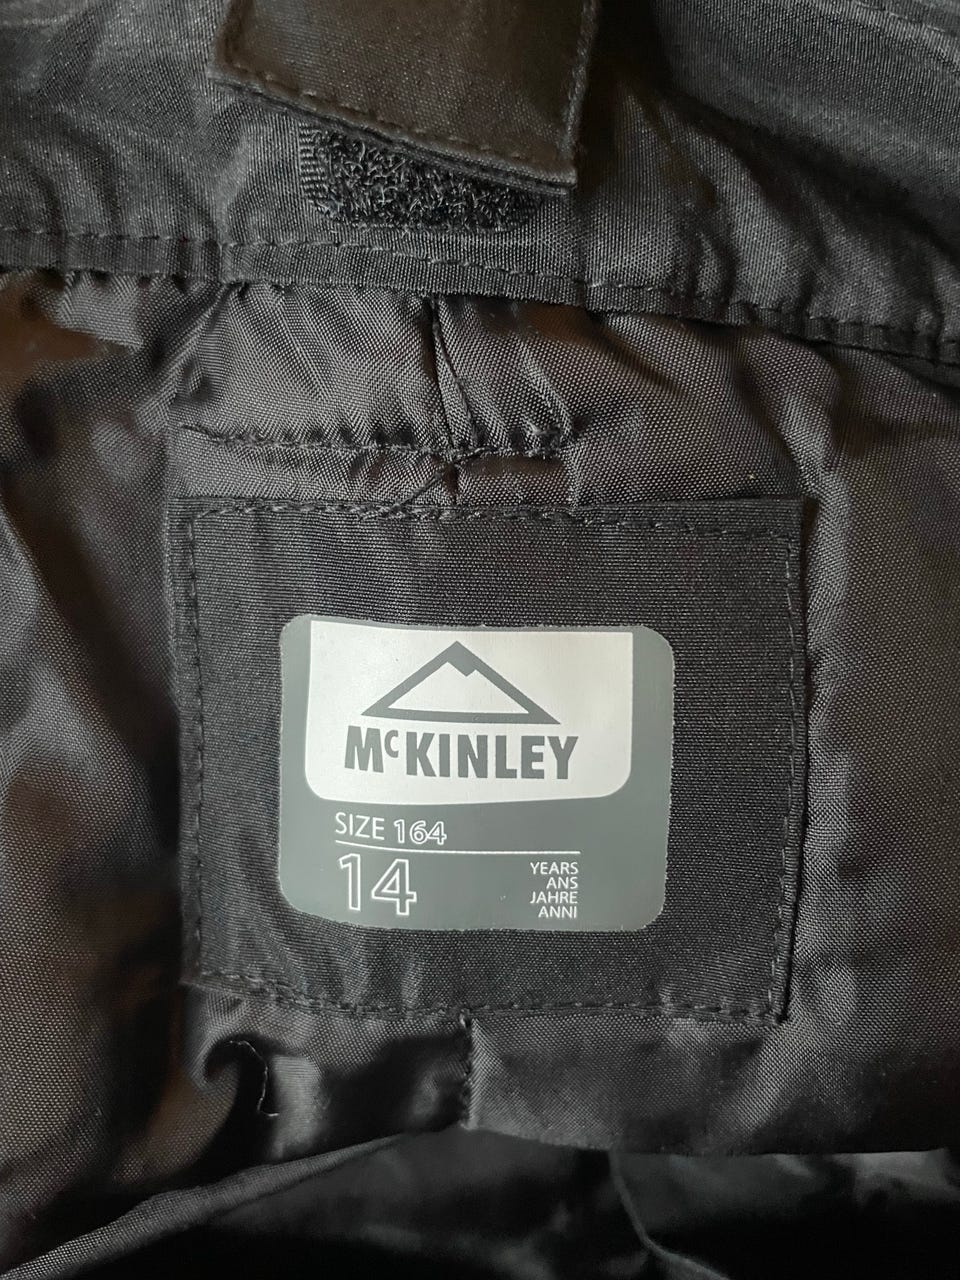 McKINLEY
SIZE 164
14
YEARS
ANS
JAHRE
ANNI